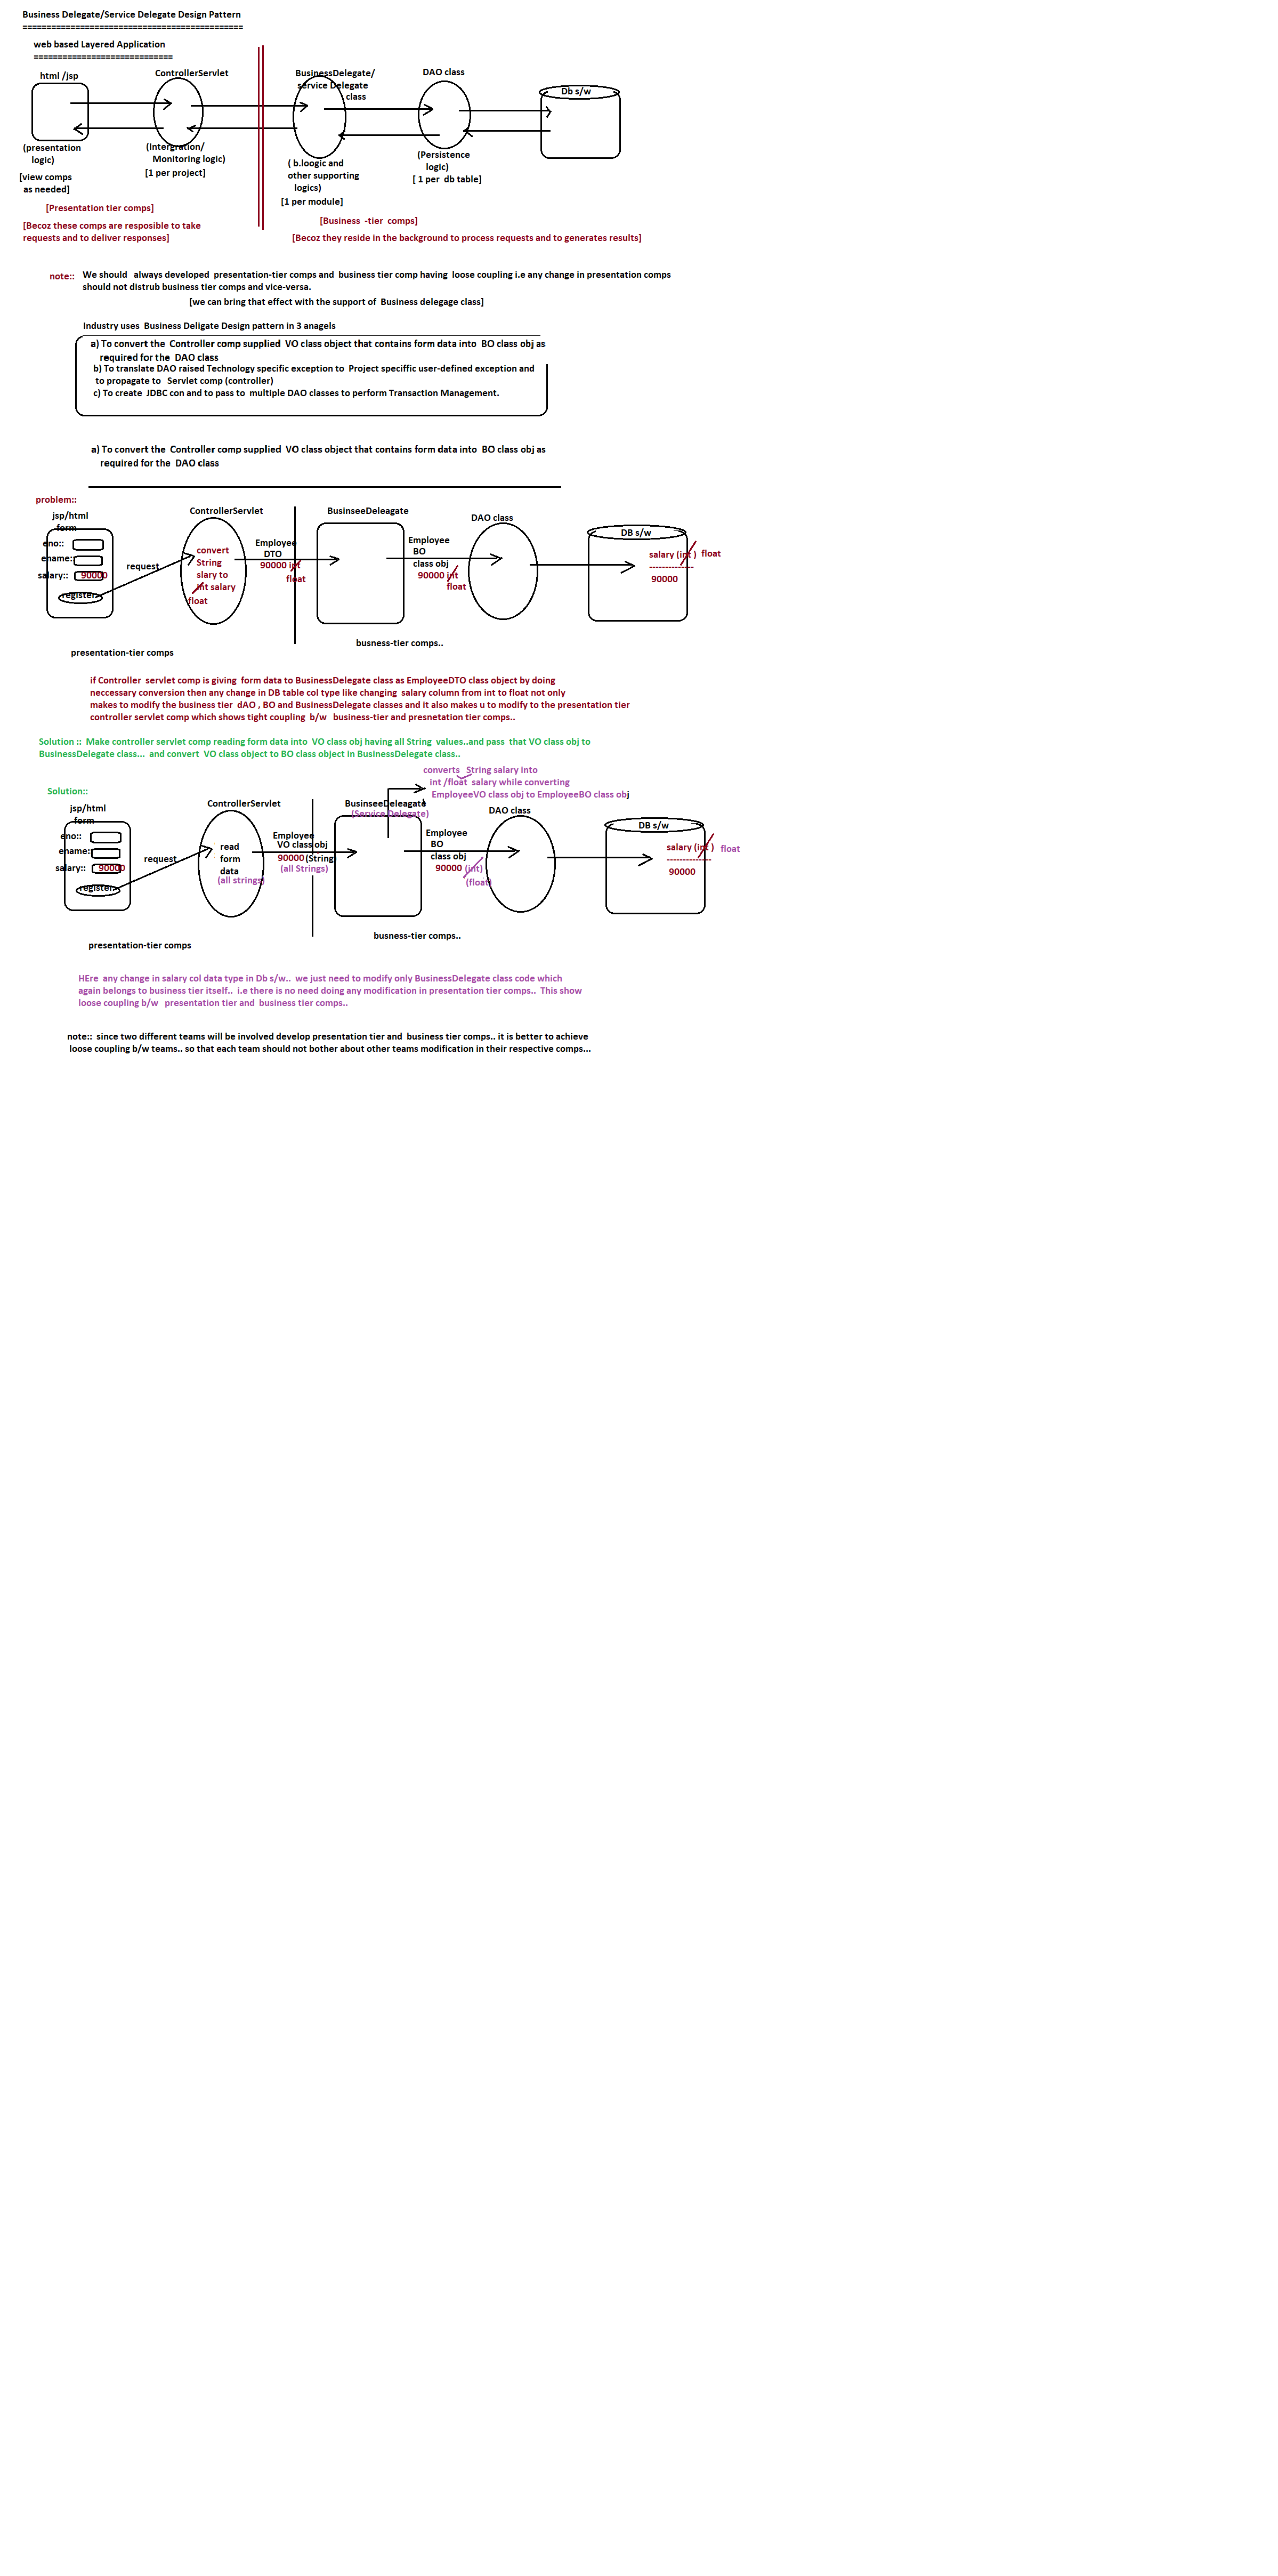 Business Delegate/Service Delegate Design Pattern
==============================================
web based Layered Application
=============================
html /jsp
ControllerServlet
BusinessDelegate/
service Delegate
class
DAO class
Db s/w
(presentation
logic)
[view comps
as needed]
(Intergration/
Monitoring logic)
[1 per project]
( b.loogic and
other supporting
logics)
[1 per module]
(Persistence
logic)
[ 1 per db table]
[Presentation tier comps]
[Becoz these comps are resposible to take
requests and to deliver responses]
[Business -tier comps]
[Becoz they reside in the background to process requests and to generates results]
note:: We should always developed presentation-tier comps and business tier comp having loose coupling i.e any change in presentation comps
should not distrub business tier comps and vice-versa.
[we can bring that effect with the support of Business delegage class]
Industry uses Business Deligate Design pattern in 3 anagels
a) To convert the Controller comp supplied VO class object that contains form data into BO class obj as
required for the DAO class
b) To translate DAO raised Technology specific exception to Project speciffic user-defined exception and
to propagate to Servlet comp (controller)
c) To create JDBC con and to pass to multiple DAO classes to perform Transaction Management.
a) To convert the Controller comp supplied VO class object that contains form data into BO class obj as
required for the DAO class
problem::
jsp/html
form
eno::
ename:
salary:: 90000
register
request
ControllerServlet
convert
String
slary to
int salary
float
Employee
DTO
90000 int
float
BusinseeDeleagate
Employee
BO
class obj
90000 int
float
DAO class
DB s/w
salary (int ) float
---------------
90000
presentation-tier comps
busness-tier comps..
if Controller servlet comp is giving form data to BusinessDelegate class as EmployeeDTO class object by doing
neccessary conversion then any change in DB table col type like changing salary column from int to float not only
makes to modify the business tier dAO , BO and BusinessDelegate classes and it also makes u to modify to the presentation tier
controller servlet comp which shows tight coupling b/w business-tier and presnetation tier comps..
Solution :: Make controller servlet comp reading form data into VO class obj having all String values..and pass that VO class obj to
BusinessDelegate class... and convert VO class object to BO class object in BusinessDelegate class..
converts String salary into
int /float salary while converting
EmployeeVO class obj to EmployeeBO class obj
Solution::
jsp/html
form
eno::
ename:
salary:: 90000
register
request
ControllerServlet
read
form
data
(all strings)
Employee
VO class obj
90000 (String)
(all Strings)
BusinseeDeleagate
(Service Delegate)
Employee
BO
class obj
90000 (int)
(float)
DAO class
DB s/w
salary (int ) float
---------------
90000
presentation-tier comps
busness-tier comps..
HEre any change in salary col data type in Db s/w.. we just need to modify only BusinessDelegate class code which
again belongs to business tier itself.. i.e there is no need doing any modification in presentation tier comps.. This show
loose coupling b/w presentation tier and business tier comps..
note:: since two different teams will be involved develop presentation tier and business tier comps.. it is better to achieve
loose coupling b/w teams.. so that each team should not bother about other teams modification in their respective comps...